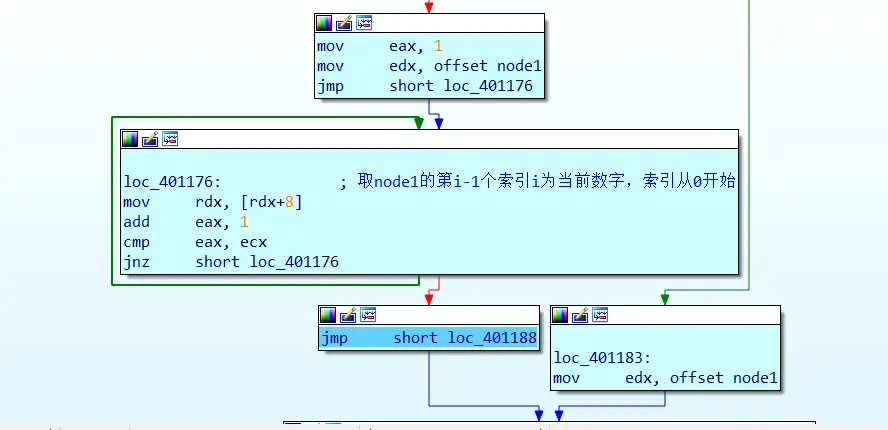 mov     eax, 1
mov     edx, offset node1
jmp     short loc_401176
loc_401176:             ; 取node1的第i-1个索引i为当前数字，索引从0开始
mov     rdx, [rdx+8]
add     eax, 1
cmp     eax, ecx
jnz     short loc_401176
jmp     short loc_401188
loc_401183:
mov     edx, offset node1